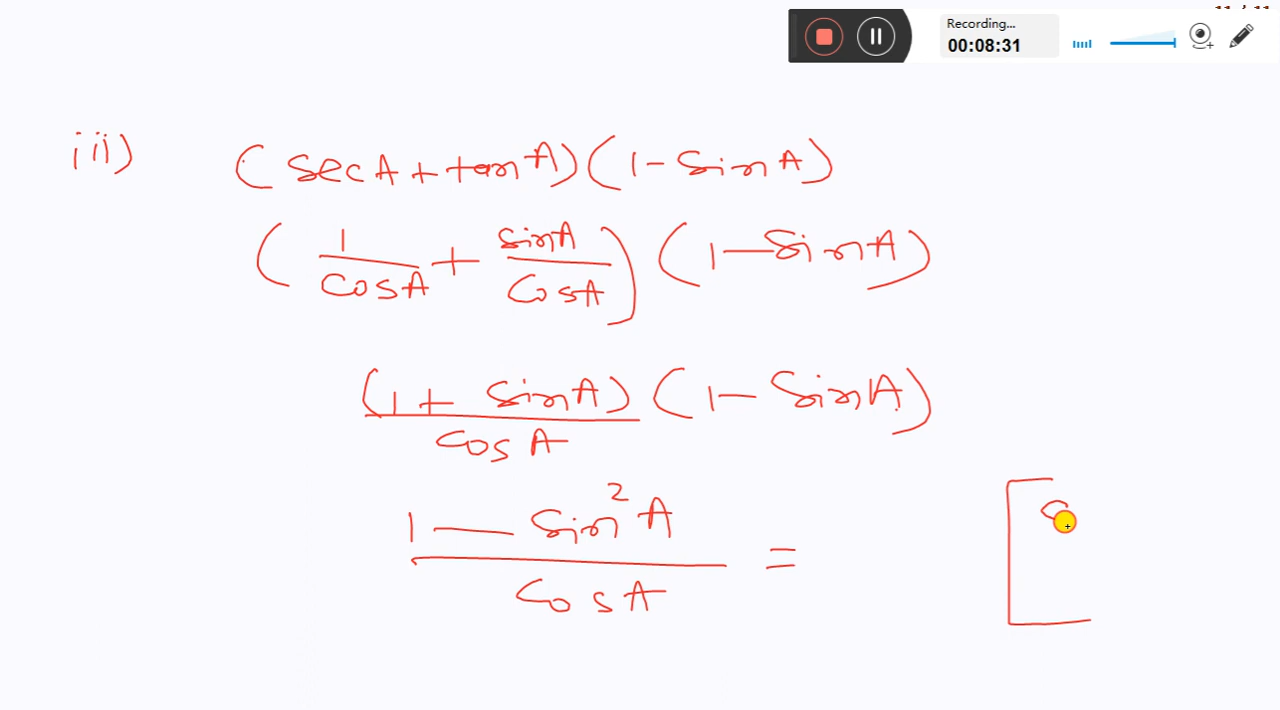 Recording...
00:08:31
iii) (secA + tanA)(1 - SinA)
(1/CosA + sinA/CosA) (1 - SinA)
(1 + SinA)/CosA (1 - SinA)
1 - Sin²A/CosA =